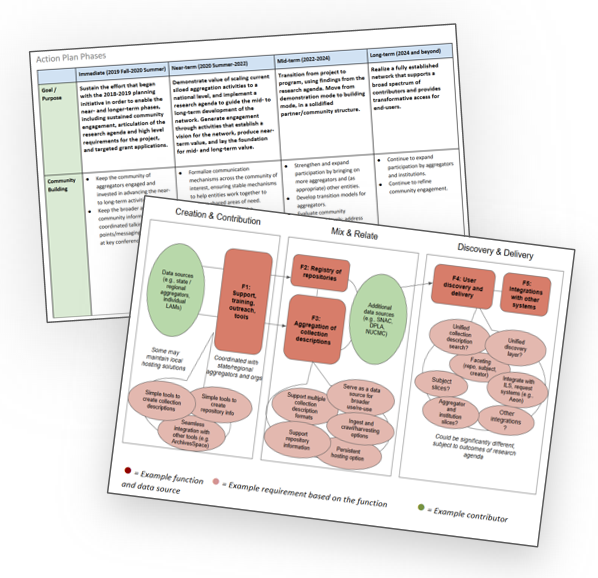 Action Plan Phases
Immediate (2019 Fall-2020 Summer)
Near-term (2020 Summer-2022)
Mid-term (2022-2024)
Long-term (2024 and beyond)
Goal /
Purpose
Sustain the effort that began
with the 2018-2019 planning
initiative in order to enable the
near- and longer-term phases,
including sustained community
engagement, articulation of the
research agenda and high level
requirements for the project,
and targeted grant applications.
Demonstrate value of scaling current
siloed aggregation activities to a
national level, and implement a
research agenda to guide the mid- to
long-term development of the
network. Generate engagement
through activities that establish a
vision for the network, produce near-
term value, and lay the foundation
for mid- and long-term value.
Transition from project to
program, using findings from
the research agenda. Move from
demonstration mode to building
mode, in a solidified
partner/community structure.
Realize a fully established
network that supports a
broad spectrum of
contributors and provides
transformative access for
end-users.
Community
Building
• Keep the community of
aggregators engaged and
invested in advancing the near-
to long-term
• Keep the broader
community
coordinated
points/messaging
at key
• Formalize communication
mechanisms across the community of
interest, ensuring stable mechanisms
to help entities work together to
areas of need.
• Strengthen and expand
participation by bringing on
more aggregators and (as
appropriate) other entities.
• Develop transition models for
aggregators.
• Evaluate community
address
• Continue to expand
participation by aggregators
and institutions.
• Continue to refine
community engagement.
Creation & Contribution
Mix & Relate
Discovery & Delivery
Data sources
(e.g., state /
regional
aggregators,
individual
LAMs)
F1:
Support,
training,
outreach,
tools
Some may
maintain local
hosting solutions
Coordinated with
state/regional
aggregators and orgs
Simple tools to
create collection
descriptions
Simple tools to
create
repository info
Seamless
integration with
other tools (e.g.
ArchivesSpace)
F2: Registry of
repositories
F3:
Aggregation of
collection
descriptions
Additional
data sources
(e.g., SNAC,
DPLA,
NUCMC)
Support multiple
collection
description
formats
Serve as a data
source for
broader
use/re-use
Ingest and
crawl/harvesting
options
Support
repository
information
Persistent
hosting option
F4: User
discovery
and delivery
F5:
Integrations
with other
systems
Unified
collection
description
search?
Unified
discovery
layer?
Faceting
(repo, subject,
creator)
Subject
slices?
Integrate with
ILS, request
systems (e.g.,
Aeon)
Aggregator
and
institution
slices?
Other
integrations
?
Could be significantly different,
subject to outcomes of research
agenda
= Example function
and data source
= Example requirement based on the function
= Example contributor